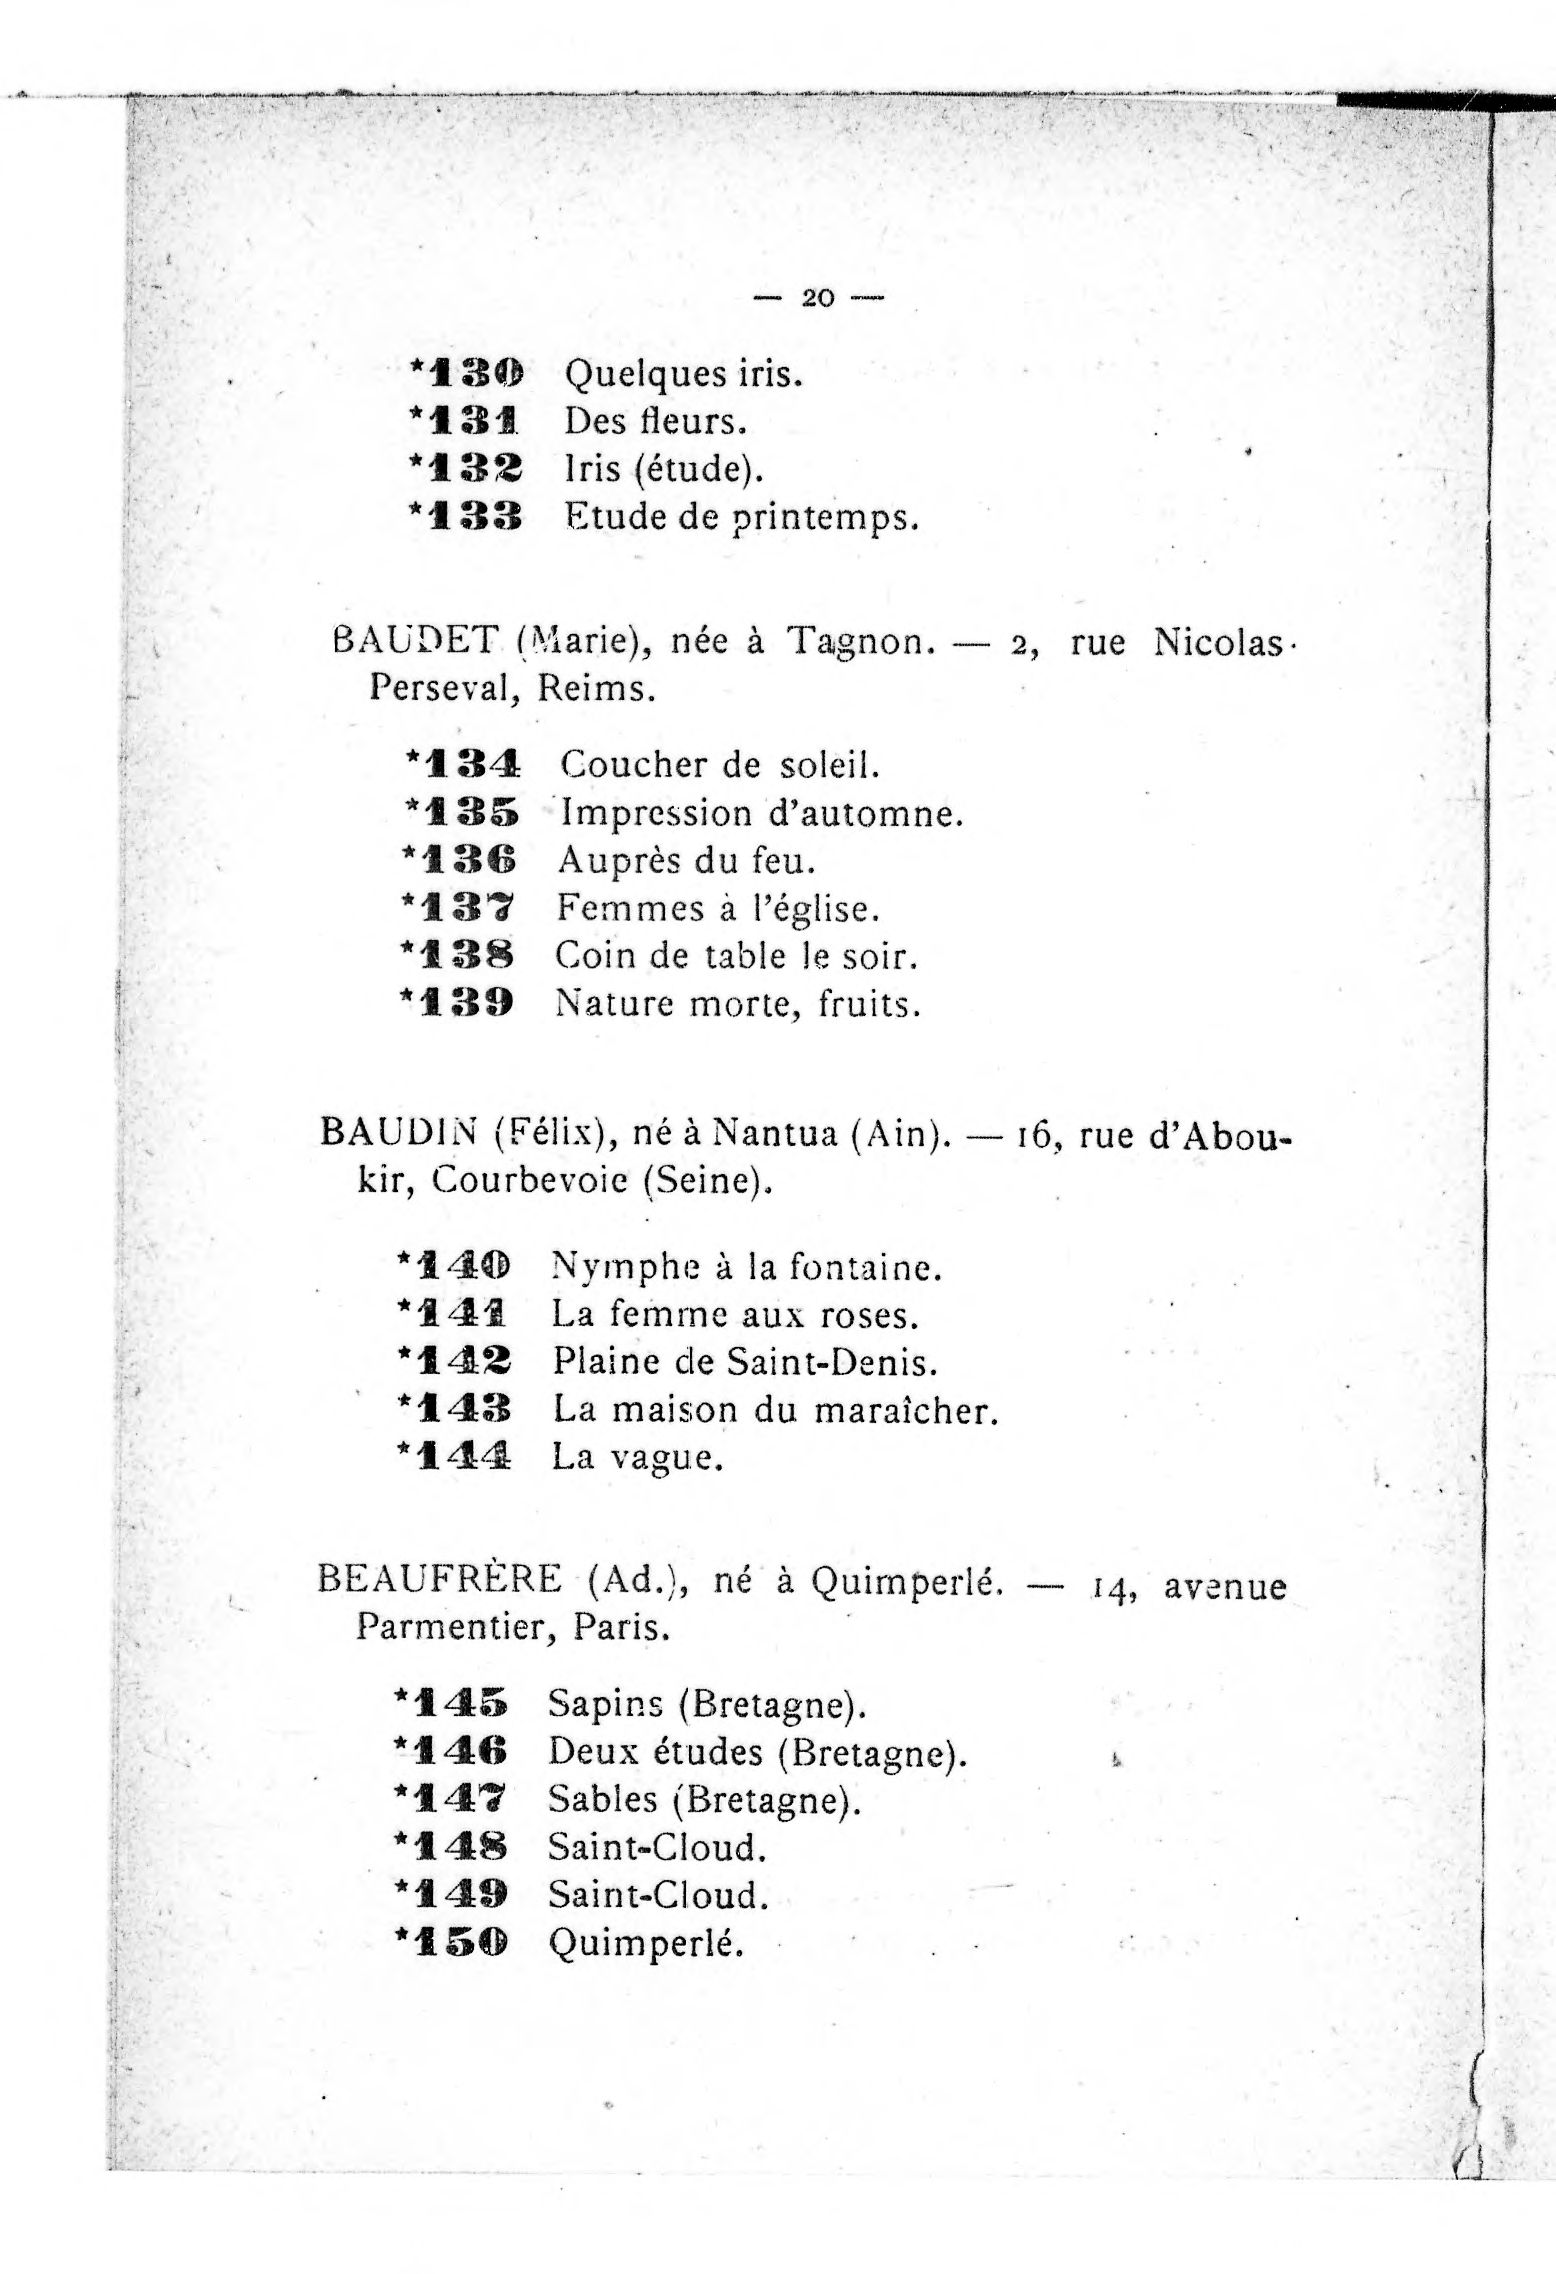 — 20 —
*130 Quelques iris.
*131 Des fleurs.
*132 Iris (étude).
*133 Etude de printemps.
BAUDET (Marie), née à Tagnon. — 2, rue Nicolas-
Perseval, Reims.
*134 Coucher de soleil.
*135 Impression d'automne.
*136 Auprès du feu.
*137 Femmes à l'église.
*138 Coin de table le soir.
*139 Nature morte, fruits.
BAUDIN (Félix), né à Nantua (Ain). — 16, rue d'Abou-
kir, Courbevoie (Seine).
*140 Nymphe à la fontaine.
*141 La femme aux roses.
*142 Plaine de Saint-Denis.
*143 La maison du maraîcher.
*144 La vague.
BEAUFRÈRE (Ad.), né à Quimperlé. — 14, avenue
Parmentier, Paris.
*145 Sapins (Bretagne).
*146 Deux études (Bretagne).
*147 Sables (Bretagne).
*148 Saint-Cloud.
*149 Saint-Cloud.
*150 Quimperlé.